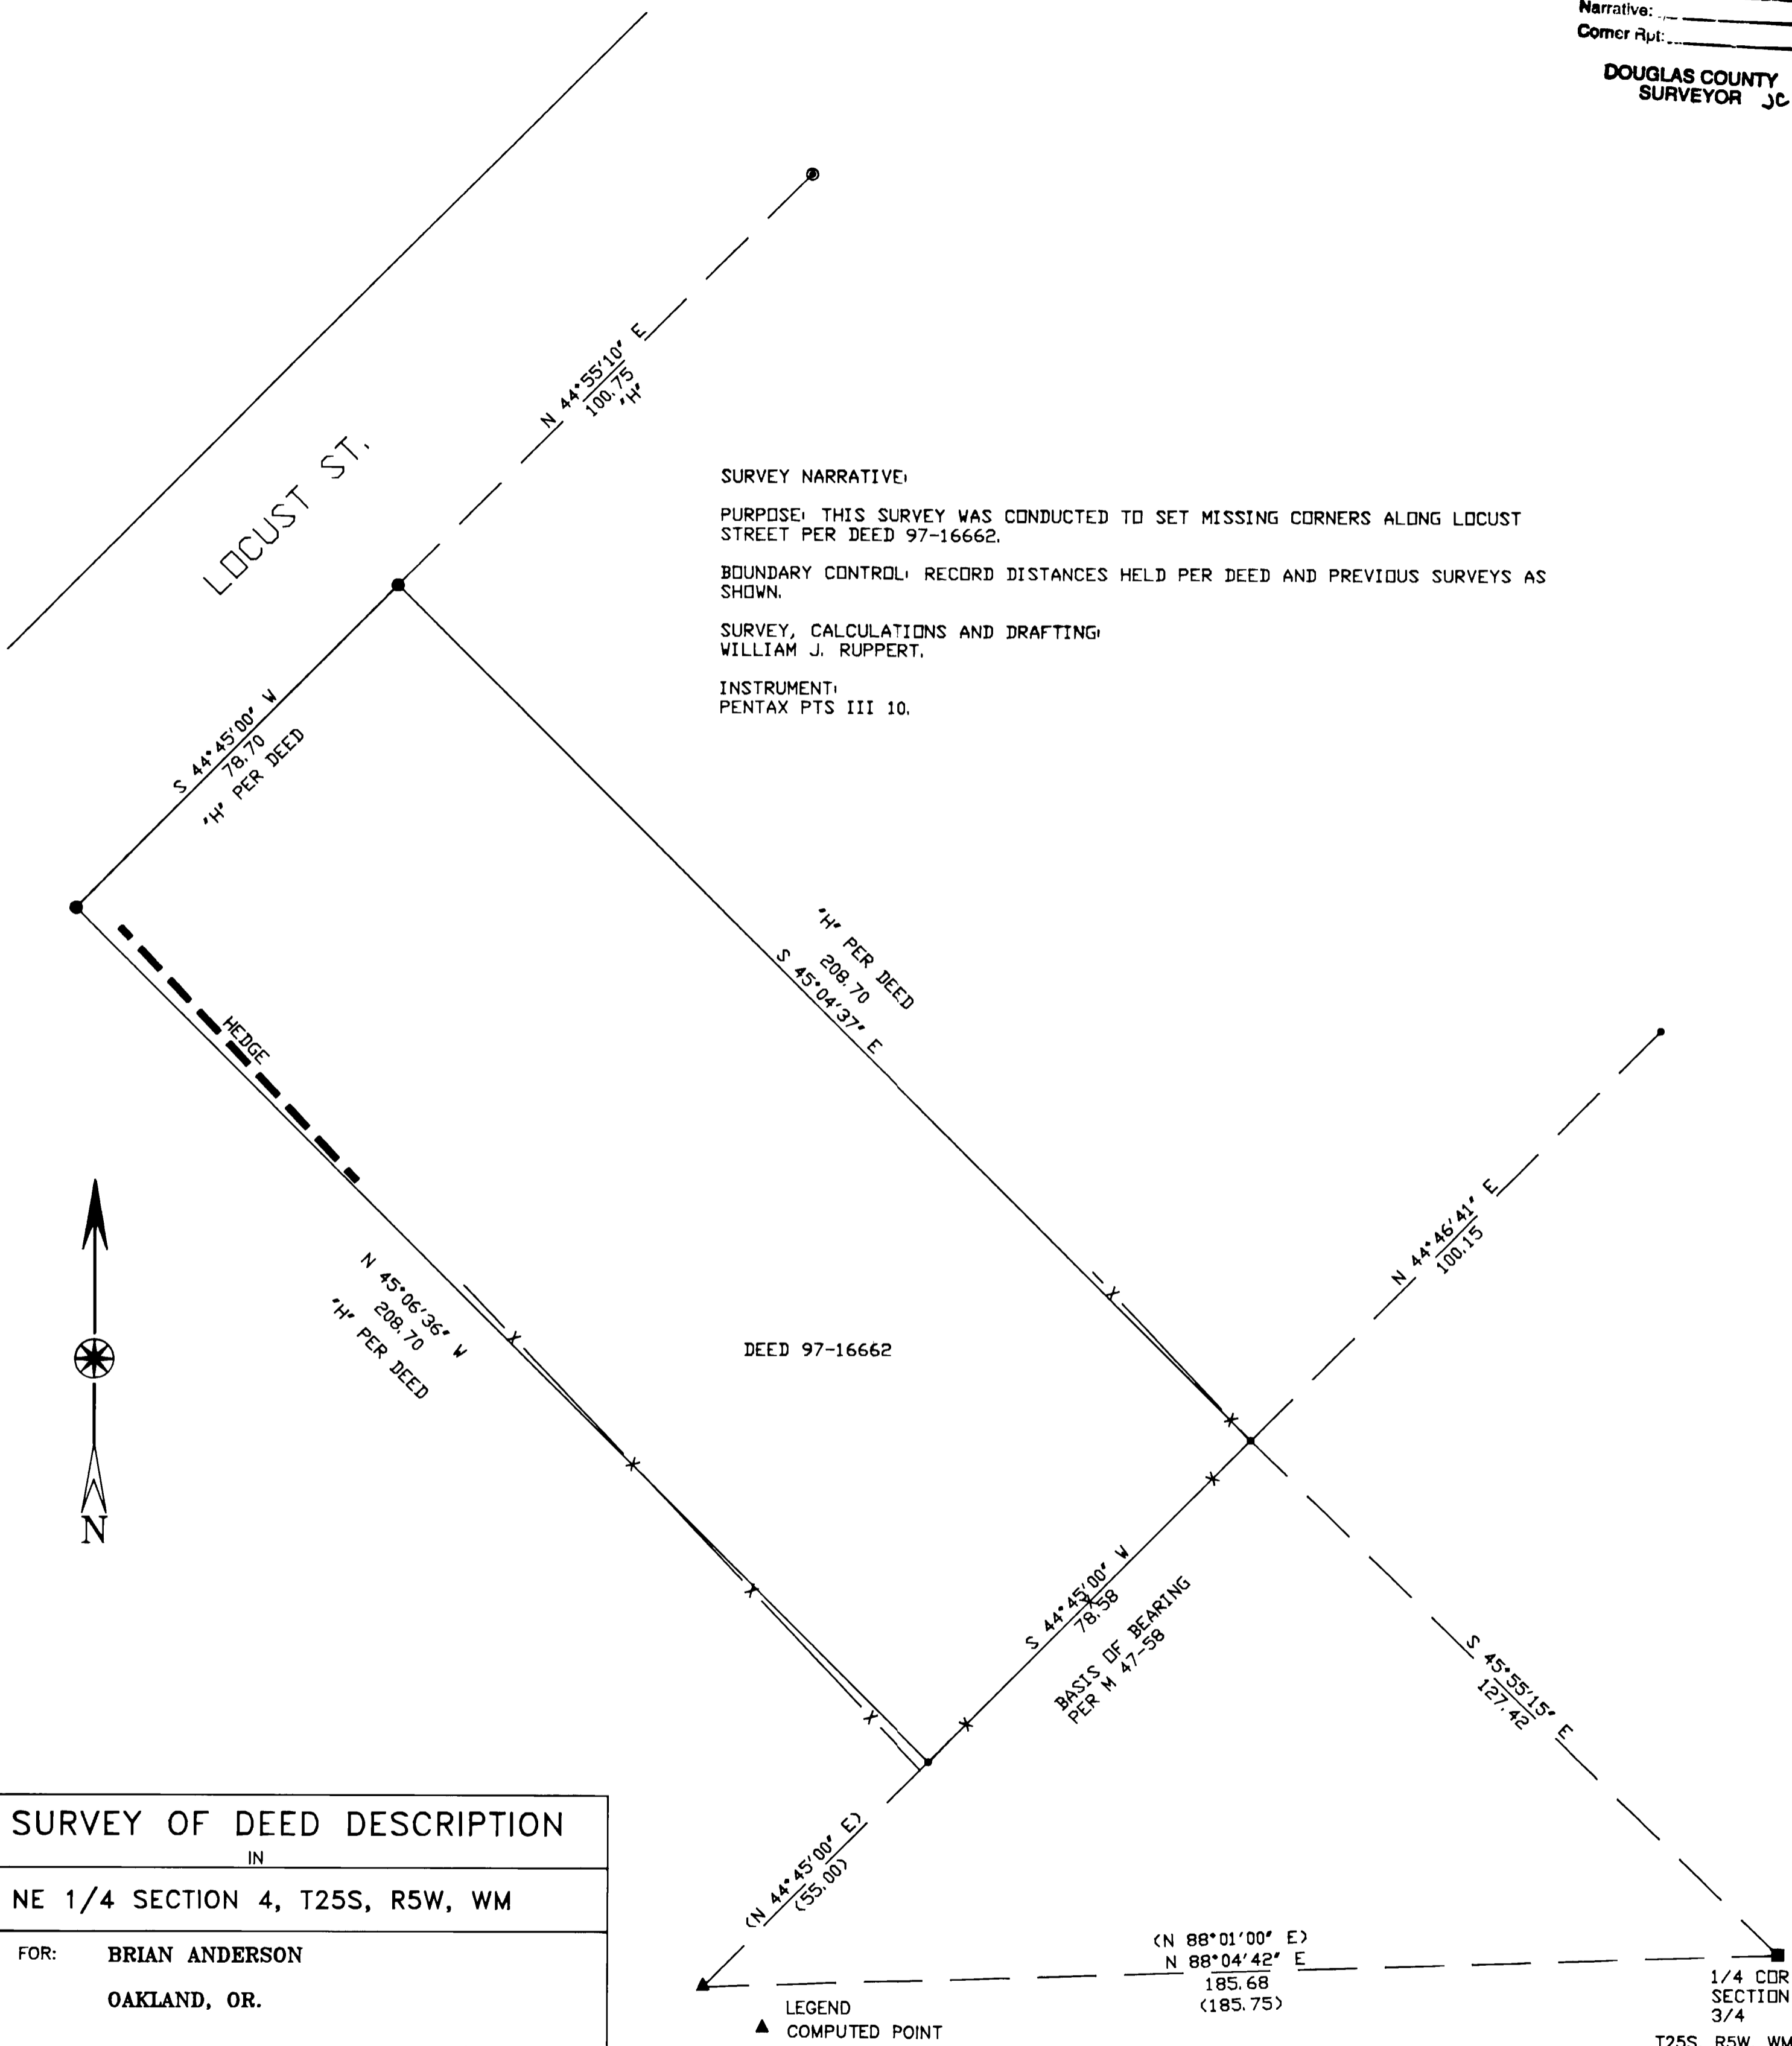 Narrative:
Corner Rpt:
DOUGLAS COUNTY
SURVEYOR JC
N 44°55'10" E
100.75
"H"
LOCUST ST.
SURVEY NARRATIVE:
PURPOSE: THIS SURVEY WAS CONDUCTED TO SET MISSING CORNERS ALONG LOCUST
STREET PER DEED 97-16662.
BOUNDARY CONTROL: RECORD DISTANCES HELD PER DEED AND PREVIOUS SURVEYS AS
SHOWN.
SURVEY, CALCULATIONS AND DRAFTING:
WILLIAM J. RUPPERT.
INSTRUMENT:
PENTAX PTS III 10.
S 44°45'00" W
78.70
"H" PER DEED
"H" PER DEED
208.70
S 45°04'37" E
HEDGE
N 44°46'41" E
100.15
N 45°06'36" W
208.70
"H" PER DEED
DEED 97-16662
N
S 44°45'00" W
78.58
BASIS OF BEARING
PER M 47-58
S 45°55'15" E
127.42
SURVEY OF DEED DESCRIPTION
IN
NE 1/4 SECTION 4, T25S, R5W, WM
FOR: BRIAN ANDERSON
OAKLAND, OR.
(N 44°45'00" E)
(55.00)
(N 88°01'00" E)
N 88°04'42" E
185.68
(185.75)
1/4 COR
SECTION
3/4
T25S, R5W, WM
LEGEND
▲ COMPUTED POINT